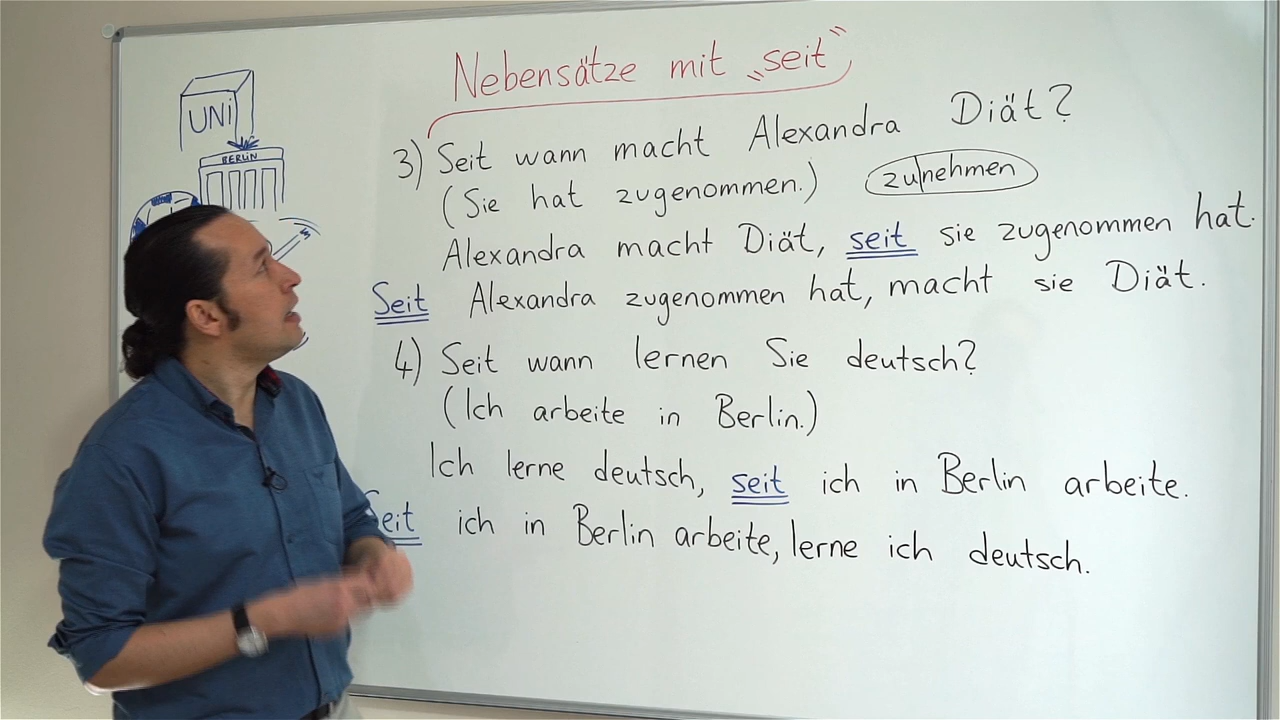 UNi
BERLIN
Nebensätze mit „seit“
3) Seit wann macht Alexandra Diät?
(Sie hat zugenommen.) zu|nehmen
Alexandra macht Diät, seit sie zugenommen hat.
Seit Alexandra zugenommen hat, macht sie Diät.
4) Seit wann lernen Sie deutsch?
(Ich arbeite in Berlin.)
Ich lerne deutsch, seit ich in Berlin arbeite.
Seit ich in Berlin arbeite, lerne ich deutsch.